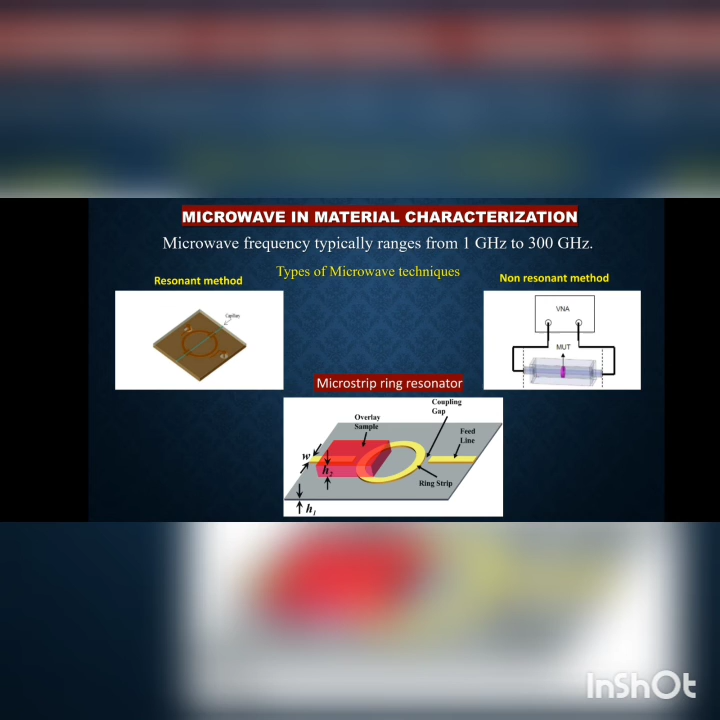 MICROWAVE IN MATERIAL CHARACTERIZATION
Microwave frequency typically ranges from 1 GHz to 300 GHz.
Types of Microwave techniques
Resonant method
Non resonant method
VNA
MUT
Microstrip ring resonator
Coupling
Gap
Overlay
Sample
Feed
Line
w
h2
Ring Strip
h1
InShOt